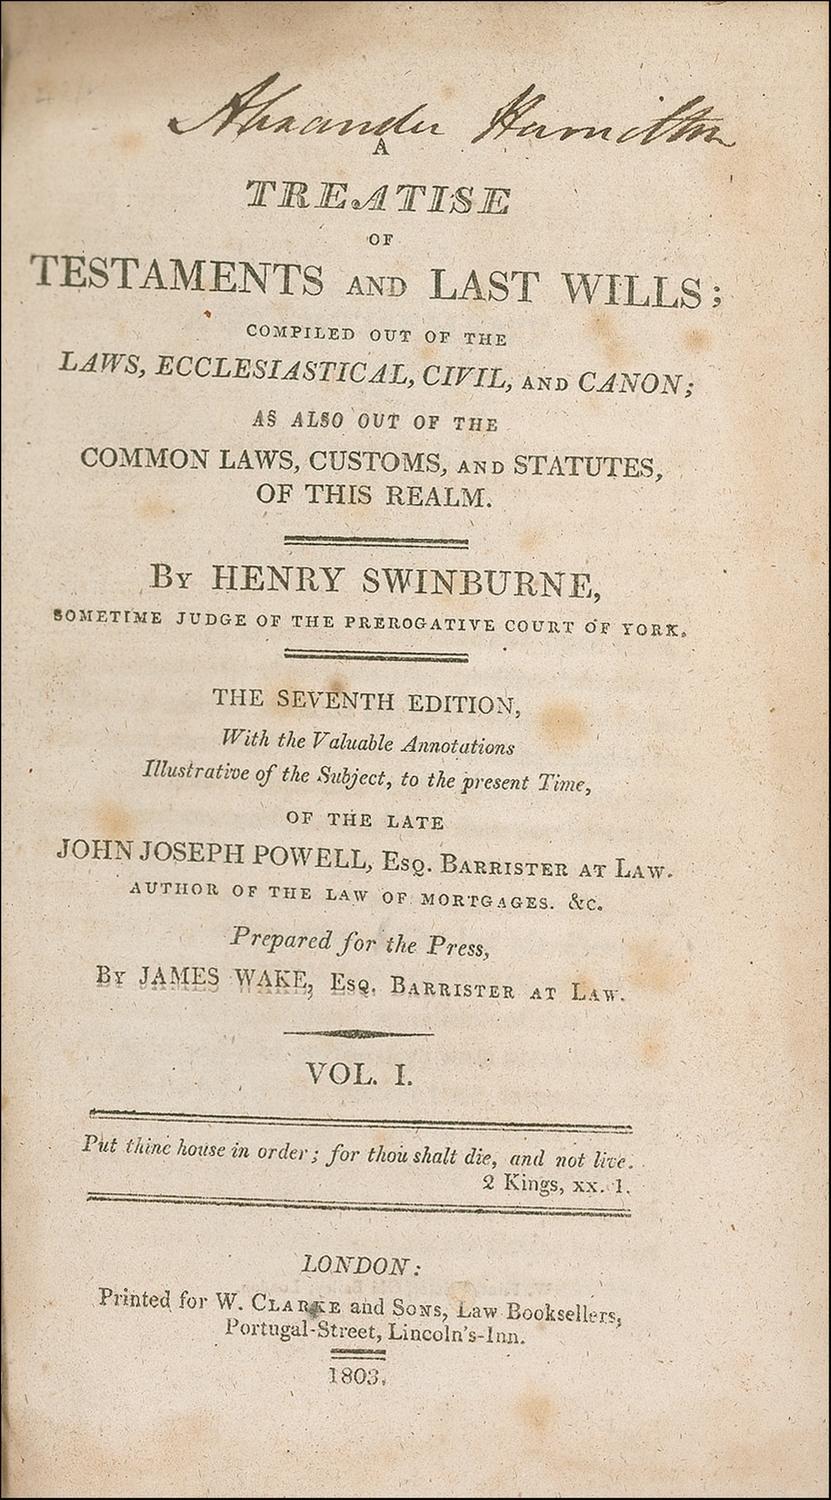 Alexander Hamilton
A
TREATISE
OF
TESTAMENTS AND LAST WILLS;
COMPILED OUT OF THE
LAWS, ECCLESIASTICAL, CIVIL, AND CANON;
AS ALSO OUT OF THE
COMMON LAWS, CUSTOMS, AND STATUTES,
OF THIS REALM.
By HENRY SWINBURNE,
SOMETIME JUDGE OF THE PREROGATIVE COURT OF YORK.
THE SEVENTH EDITION,
With the Valuable Annotations
Illustrative of the Subject, to the present Time,
OF THE LATE
JOHN JOSEPH POWELL, Esq. Barrister at Law.
AUTHOR OF THE LAW OF MORTGAGES. &c.
Prepared for the Press,
By JAMES WAKE, Esq. Barrister at Law.
VOL. I.
Put thine house in order; for thou shalt die, and not live.
2 Kings, xx. 1.
LONDON:
Printed for W. Clarke and Sons, Law Booksellers,
Portugal-Street, Lincoln's-Inn.
1803.